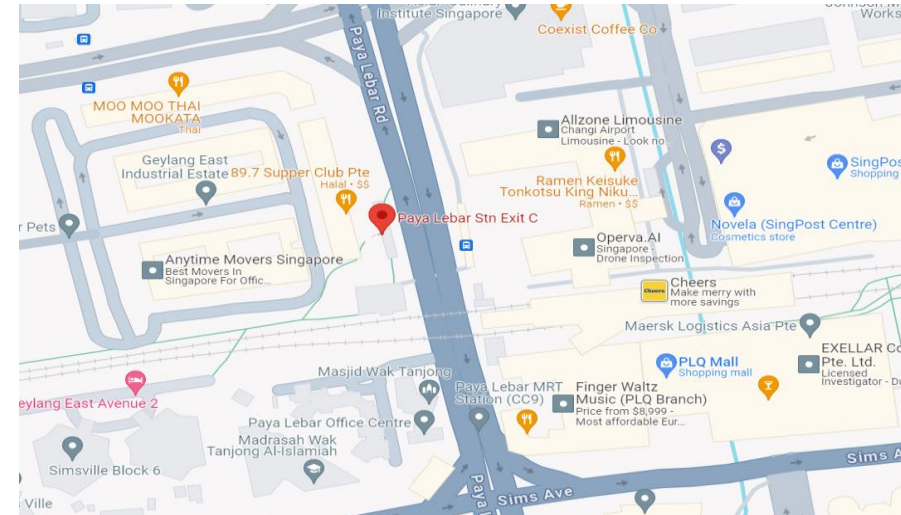 Institute Singapore
Works
Coexist Coffee Co
Paya Lebar Rd
MOO MOO THAI
MOOKATA
Thai
Allzone Limousine
Changi Airport
Limousine - Look no...
Geylang East
Industrial Estate
89.7 Supper Club Pte
Halal • $$
Ramen Keisuke
Tonkotsu King Niku...
Ramen • $$
SingPos
Shopping
Paya Lebar Stn Exit C
Novela (SingPost Centre)
Cosmetics store
r Pets
Operva.AI
Singapore -
Drone Inspection
Anytime Movers Singapore
Best Movers In
Singapore For Offic...
Cheers
Cheers
Make merry with
more savings
Maersk Logistics Asia Pte
EXELLAR Co
Pte. Ltd.
Licensed
Investigator - Du
PLQ Mall
Shopping mall
Masjid Wak Tanjong
Paya Lebar MRT
Station (CC9)
Finger Waltz
Music (PLQ Branch)
Price from $8,999 -
Most affordable Eur...
eylang East Avenue 2
Paya Lebar Office Centre
Madrasah Wak
Tanjong Al-Islamiah
Simsville Block 6
Sims A
Sims Ave
Paya L
s Ville